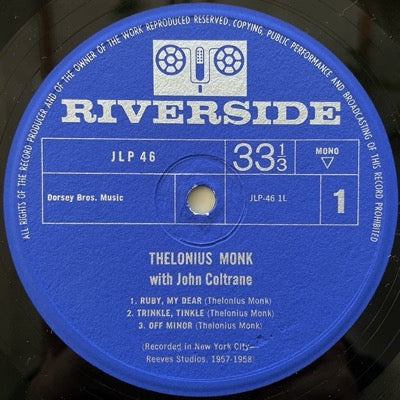 ALL RIGHTS OF THE RECORD PRODUCER AND OF THE OWNER OF THE WORK REPRODUCED RESERVED. COPYING, PUBLIC PERFORMANCE AND BROADCASTING OF THIS RECORD PROHIBITED
RIVERSIDE
JLP 46
33 1/3
MONO
Dorsey Bros. Music
JLP-46 1L
1
THELONIUS MONK
with John Coltrane
1. RUBY, MY DEAR (Thelonius Monk)
2. TRINKLE, TINKLE (Thelonius Monk)
3. OFF MINOR (Thelonius Monk)
(Recorded in New York City—
Reeves Studios, 1957-1958)